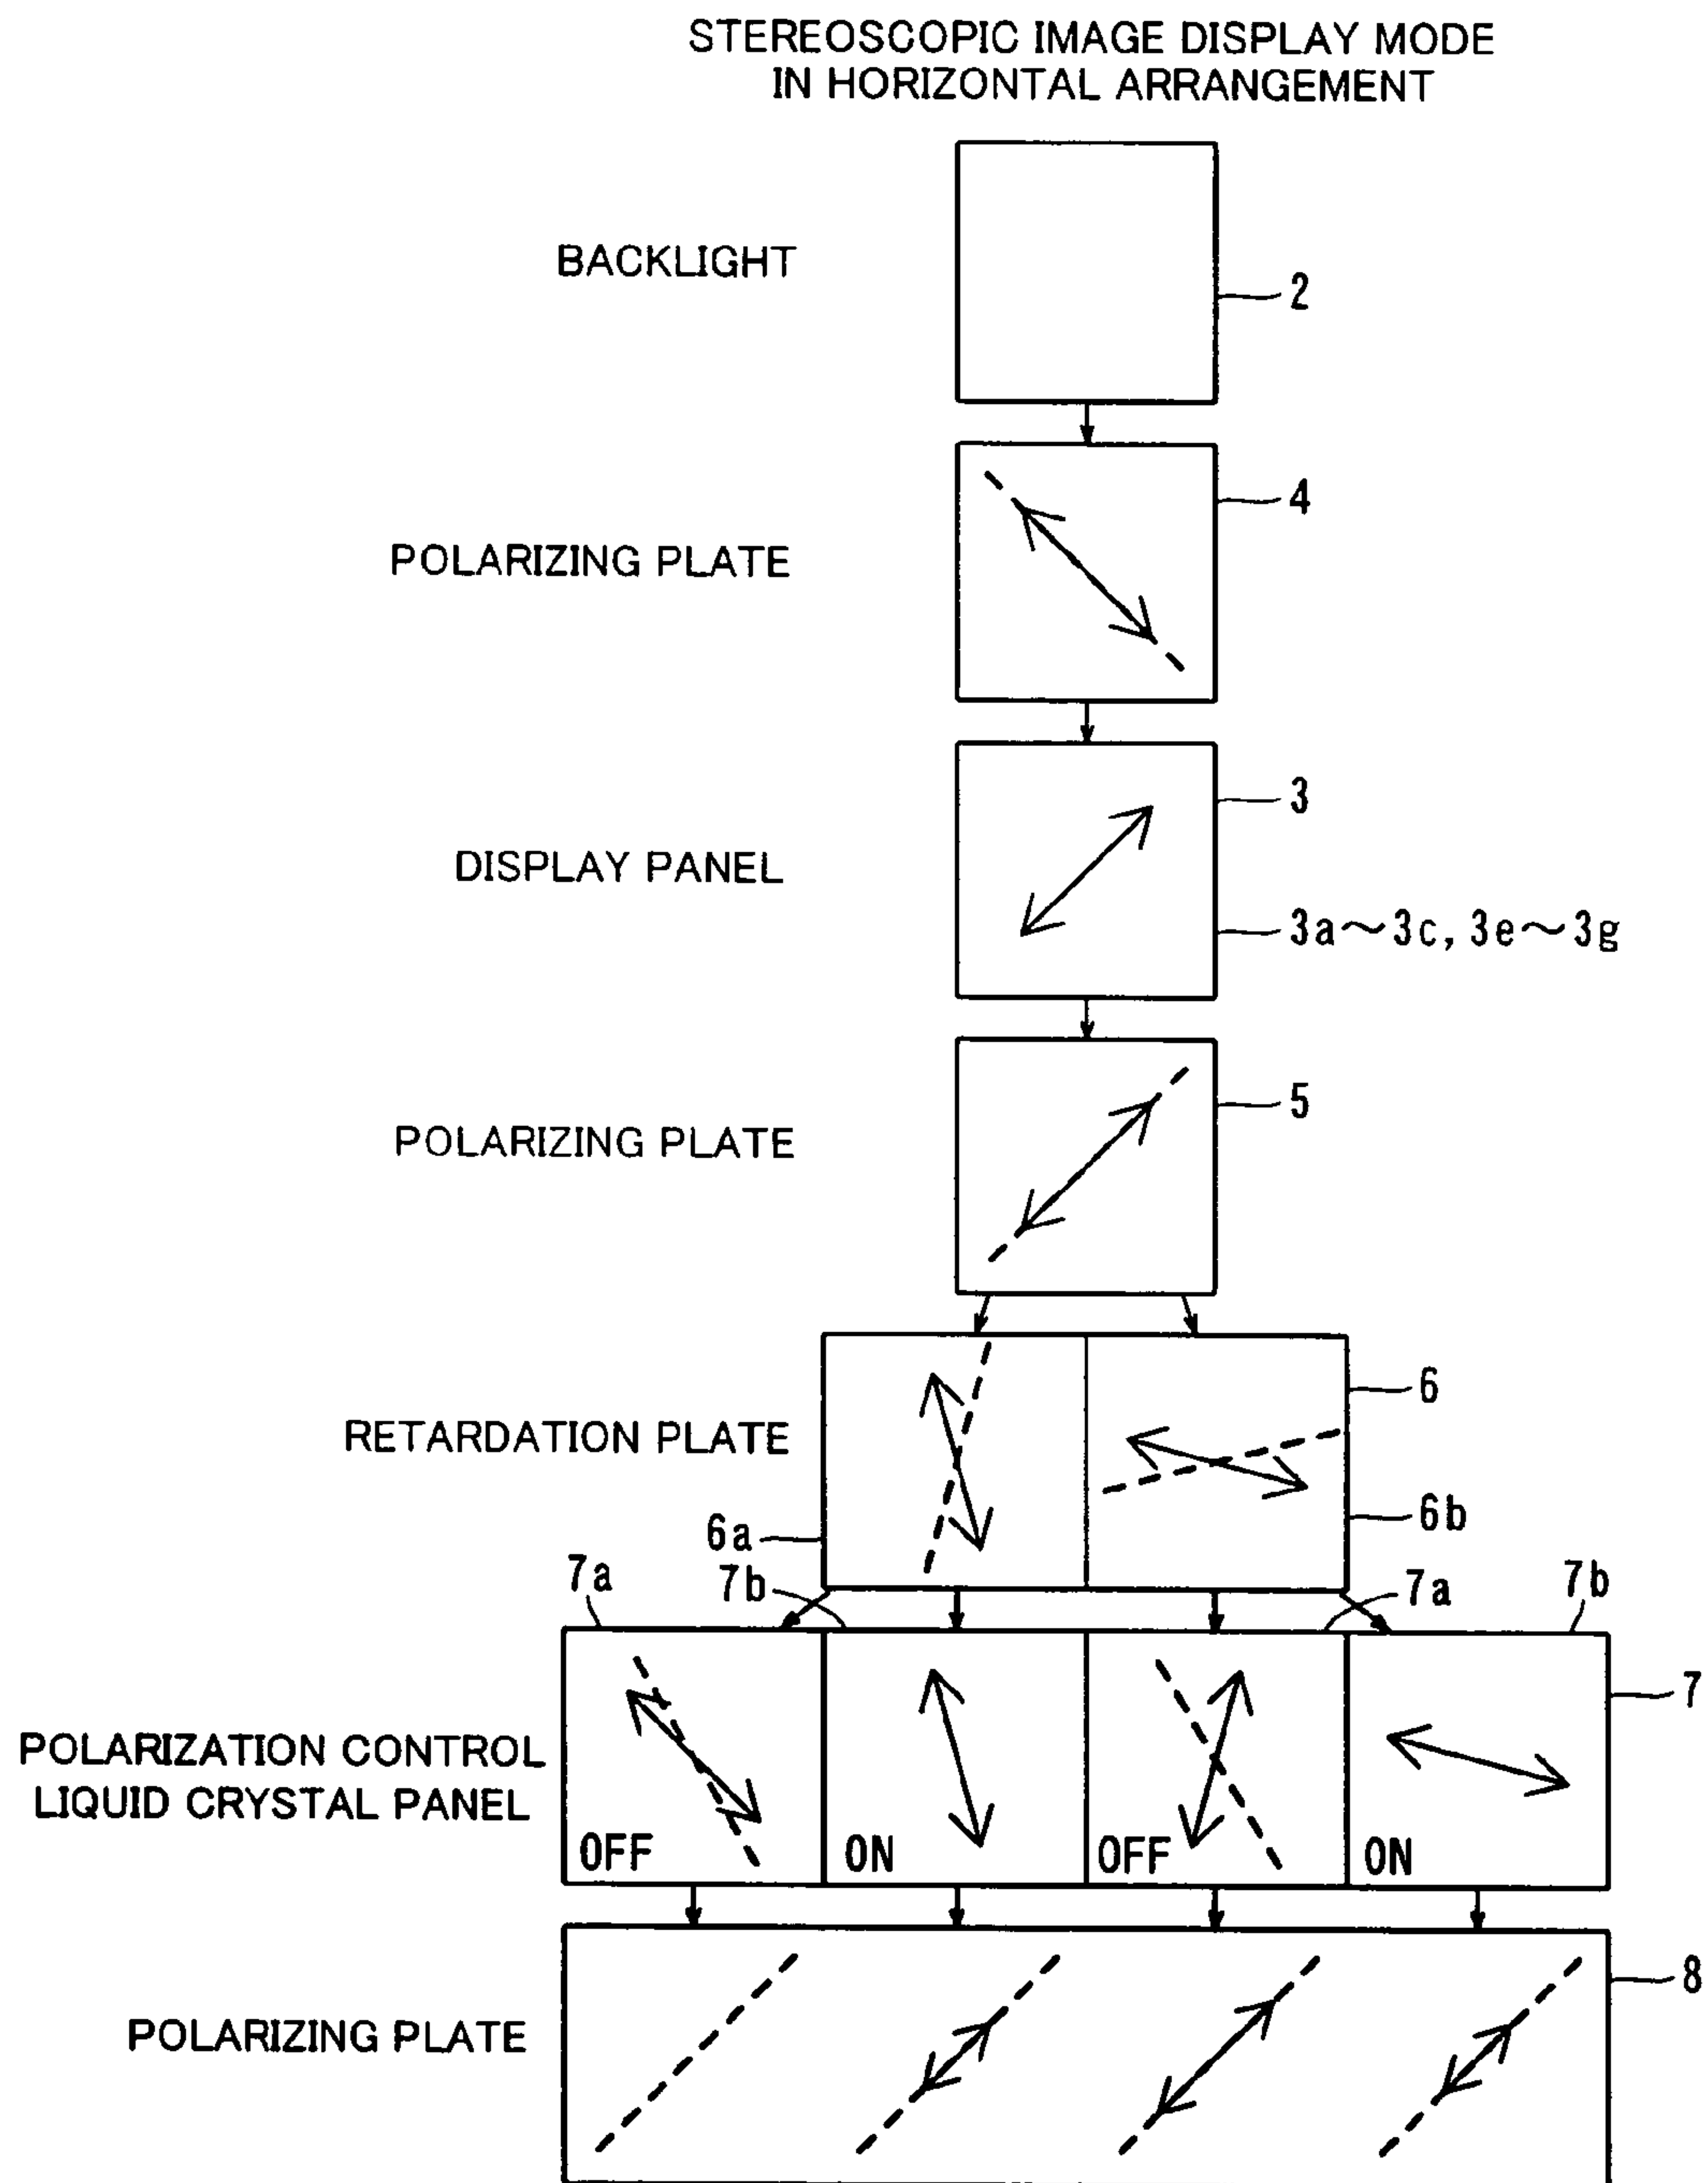 STEREOSCOPIC IMAGE DISPLAY MODE
IN HORIZONTAL ARRANGEMENT
BACKLIGHT
2
POLARIZING PLATE
4
DISPLAY PANEL
3
3a～3c, 3e～3g
POLARIZING PLATE
5
RETARDATION PLATE
6
6a
6b
7a
7b
7a
7b
POLARIZATION CONTROL
LIQUID CRYSTAL PANEL
7
OFF
ON
OFF
ON
POLARIZING PLATE
8